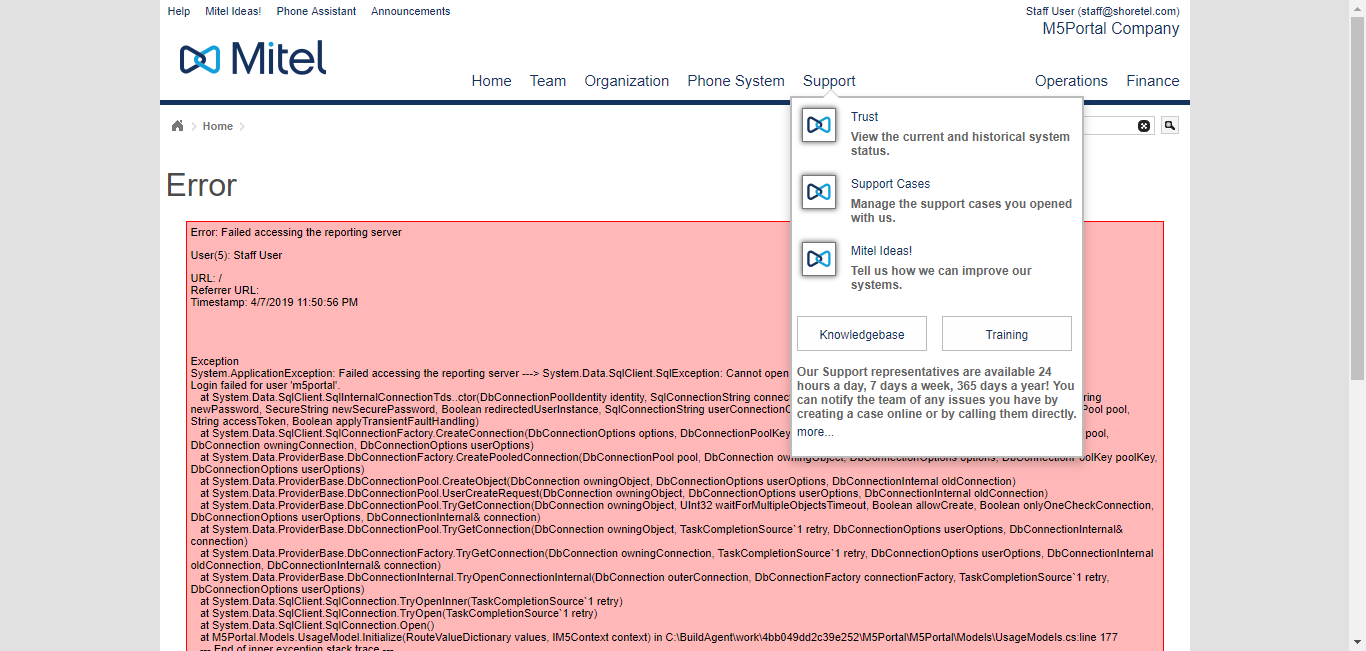 Help Mitel Ideas! Phone Assistant Announcements
Staff User (staff@shoretel.com)
M5Portal Company
Mitel
Home Team Organization Phone System Support Operations Finance
Home
Error
Trust
View the current and historical system
status.
Support Cases
Manage the support cases you opened
with us.
Mitel Ideas!
Tell us how we can improve our
systems.
Knowledgebase Training
Our Support representatives are available 24
hours a day, 7 days a week, 365 days a year! You
can notify the team of any issues you have by
creating a case online or by calling them directly.
more...
Error: Failed accessing the reporting server
User(5): Staff User
URL: /
Referrer URL:
Timestamp: 4/7/2019 11:50:56 PM
Exception
System.ApplicationException: Failed accessing the reporting server ---> System.Data.SqlClient.SqlException: Cannot open
Login failed for user 'm5portal'.
at System.Data.SqlClient.SqlInternalConnectionTds..ctor(DbConnectionPoolIdentity identity, SqlConnectionString connec ring
newPassword, SecureString newSecurePassword, Boolean redirectedUserInstance, SqlConnectionString userConnectionO Pool pool,
String accessToken, Boolean applyTransientFaultHandling)
at System.Data.SqlClient.SqlConnectionFactory.CreateConnection(DbConnectionOptions options, DbConnectionPoolKey pool,
DbConnection owningConnection, DbConnectionOptions userOptions)
at System.Data.ProviderBase.DbConnectionFactory.CreatePooledConnection(DbConnectionPool pool, DbConnection owningObject, DbConnectionOptions options, DbConnectionPoolKey poolKey,
DbConnectionOptions userOptions)
at System.Data.ProviderBase.DbConnectionPool.CreateObject(DbConnection owningObject, DbConnectionOptions userOptions, DbConnectionInternal oldConnection)
at System.Data.ProviderBase.DbConnectionPool.UserCreateRequest(DbConnection owningObject, DbConnectionOptions userOptions, DbConnectionInternal oldConnection)
at System.Data.ProviderBase.DbConnectionPool.TryGetConnection(DbConnection owningObject, UInt32 waitForMultipleObjectsTimeout, Boolean allowCreate, Boolean onlyOneCheckConnection,
DbConnectionOptions userOptions, DbConnectionInternal& connection)
at System.Data.ProviderBase.DbConnectionPool.TryGetConnection(DbConnection owningObject, TaskCompletionSource`1 retry, DbConnectionOptions userOptions, DbConnectionInternal&
connection)
at System.Data.ProviderBase.DbConnectionFactory.TryGetConnection(DbConnection owningConnection, TaskCompletionSource`1 retry, DbConnectionOptions userOptions, DbConnectionInternal
oldConnection, DbConnectionInternal& connection)
at System.Data.ProviderBase.DbConnectionInternal.TryOpenConnectionInternal(DbConnection outerConnection, DbConnectionFactory connectionFactory, TaskCompletionSource`1 retry,
DbConnectionOptions userOptions)
at System.Data.SqlClient.SqlConnection.TryOpenInner(TaskCompletionSource`1 retry)
at System.Data.SqlClient.SqlConnection.TryOpen(TaskCompletionSource`1 retry)
at System.Data.SqlClient.SqlConnection.Open()
at M5Portal.Models.UsageModel.Initialize(RouteValueDictionary values, IM5Context context) in C:\BuildAgent\work\4bb049dd2c39e252\M5Portal\M5Portal\Models\UsageModels.cs:line 177
--- End of inner exception stack trace ---